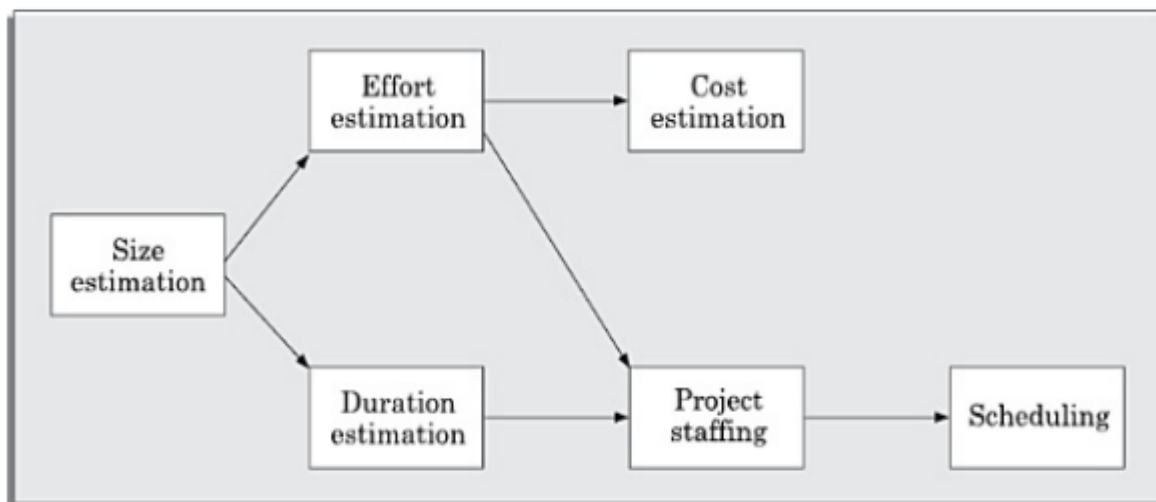 Effort
estimation
Cost
estimation
Size
estimation
Duration
estimation
Project
staffing
Scheduling